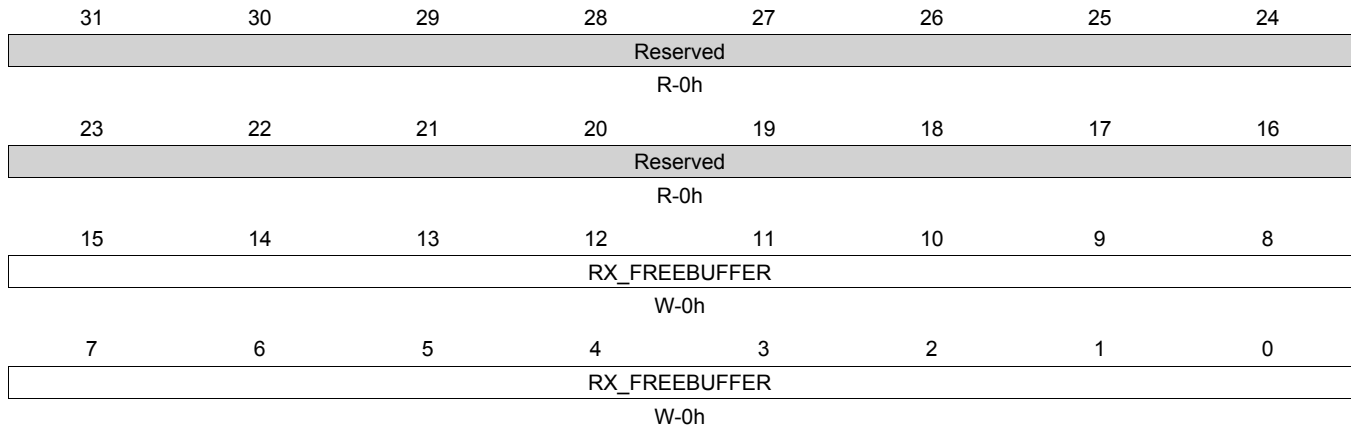 31 30 29 28 27 26 25 24
Reserved
R-0h
23 22 21 20 19 18 17 16
Reserved
R-0h
15 14 13 12 11 10 9 8
RX_FREEBUFFER
W-0h
7 6 5 4 3 2 1 0
RX_FREEBUFFER
W-0h